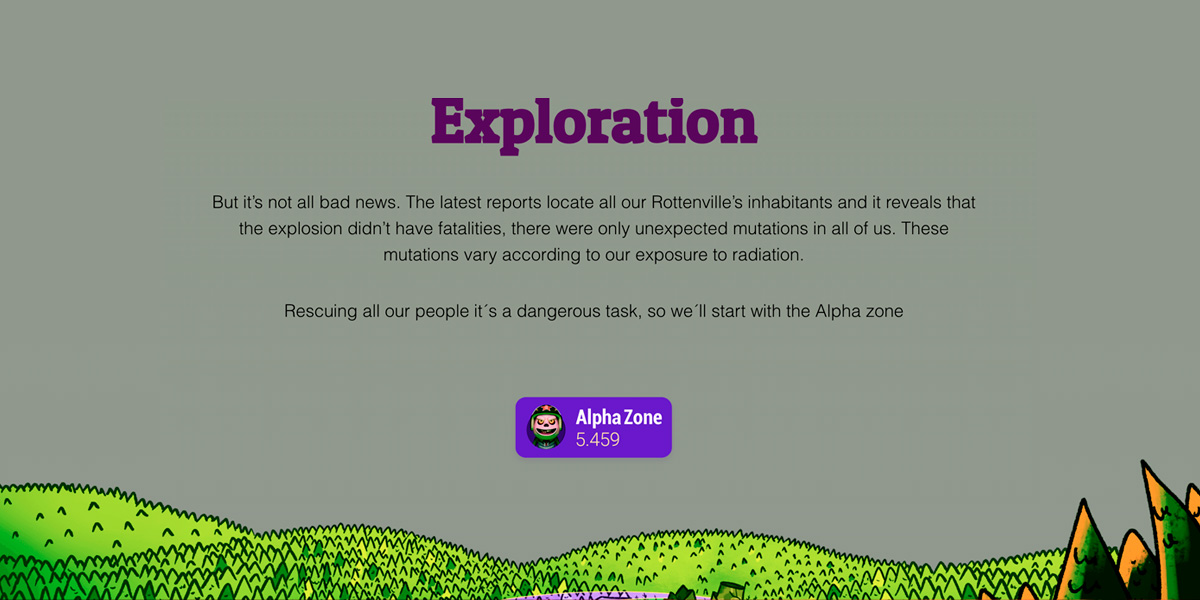 Exploration
But it’s not all bad news. The latest reports locate all our Rottenville’s inhabitants and it reveals that
the explosion didn’t have fatalities, there were only unexpected mutations in all of us. These
mutations vary according to our exposure to radiation.
Rescuing all our people it´s a dangerous task, so we´ll start with the Alpha zone
Alpha Zone
5.459